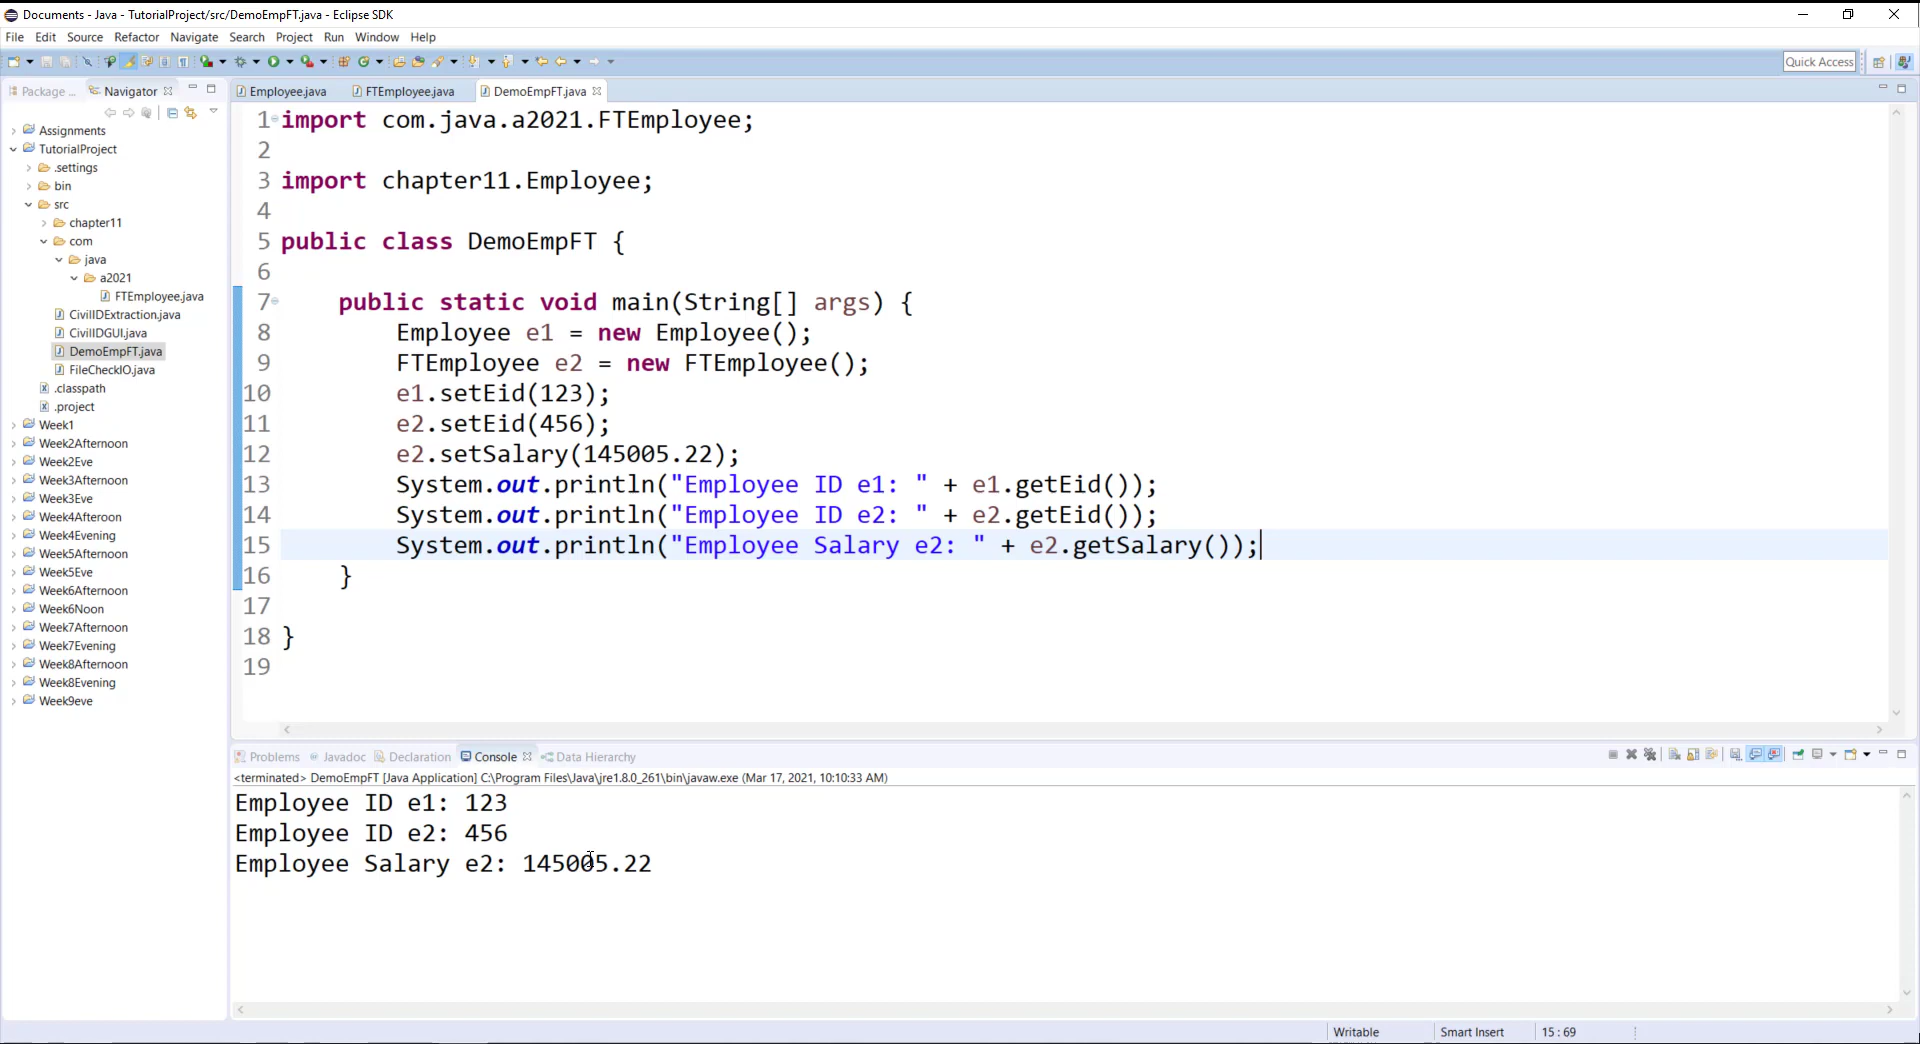 Documents - Java - TutorialProject/src/DemoEmpFT.java - Eclipse SDK
File Edit Source Refactor Navigate Search Project Run Window Help
Quick Access
Package ... Navigator
Employee.java FTEmployee.java DemoEmpFT.java
Assignments
TutorialProject
.settings
bin
src
chapter11
com
java
a2021
FTEmployee.java
CivilIDExtraction.java
CivilIDGUI.java
DemoEmpFT.java
FileCheckIO.java
.classpath
.project
Week1
Week2Afternoon
Week2Eve
Week3Afternoon
Week3Eve
Week4Afteroon
Week4Evening
Week5Afternoon
Week5Eve
Week6Afternoon
Week6Noon
Week7Afternoon
Week7Evening
Week8Afternoon
Week8Evening
Week9eve
1 import com.java.a2021.FTEmployee;
2
3 import chapter11.Employee;
4
5 public class DemoEmpFT {
6
7 public static void main(String[] args) {
8 Employee e1 = new Employee();
9 FTEmployee e2 = new FTEmployee();
10 e1.setEid(123);
11 e2.setEid(456);
12 e2.setSalary(145005.22);
13 System.out.println("Employee ID e1: " + e1.getEid());
14 System.out.println("Employee ID e2: " + e2.getEid());
15 System.out.println("Employee Salary e2: " + e2.getSalary());
16 }
17
18 }
19
Problems Javadoc Declaration Console Data Hierarchy
<terminated> DemoEmpFT [Java Application] C:\Program Files\Java\jre1.8.0_261\bin\javaw.exe (Mar 17, 2021, 10:10:33 AM)
Employee ID e1: 123
Employee ID e2: 456
Employee Salary e2: 145005.22
Writable Smart Insert 15 : 69